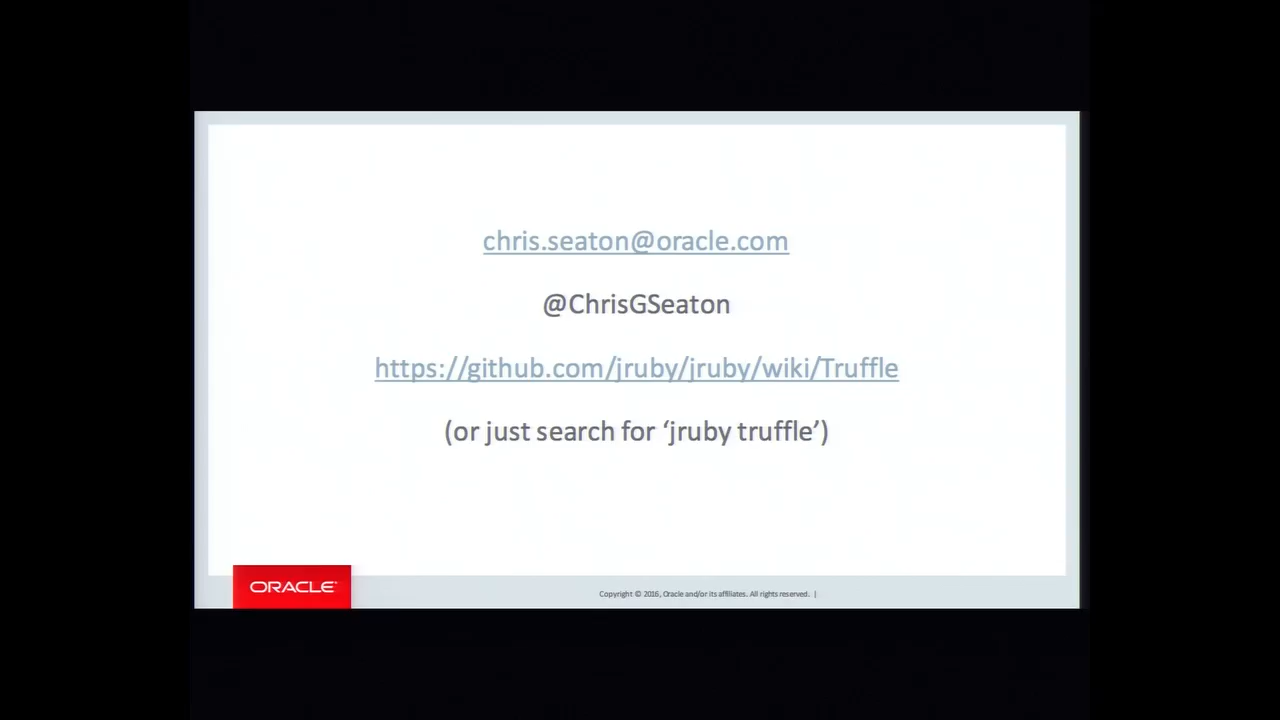 chris.seaton@oracle.com
@ChrisGSeaton
https://github.com/jruby/jruby/wiki/Truffle
(or just search for ‘jruby truffle’)
ORACLE
Copyright © 2016, Oracle and/or its affiliates. All rights reserved. |